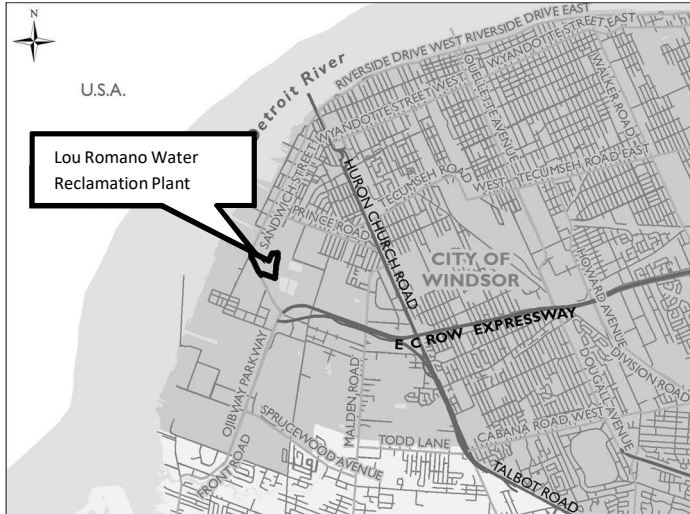 N
U.S.A.
Detroit River
RIVERSIDE DRIVE WEST RIVERSIDE DRIVE EAST
WYANDOTTE STREET WEST
WYANDOTTE STREET EAST
OUELLETTE AVENUE
WALKER ROAD
Lou Romano Water
Reclamation Plant
SANDWICH STREET
HURON CHURCH ROAD
TECUMSEH ROAD WEST
TECUMSEH ROAD EAST
PRINCE ROAD
CITY OF
WINDSOR
HOWARD AVENUE
E C ROW EXPRESSWAY
OJIBWAY PARKWAY
MALDEN ROAD
DIVISION ROAD
DOUGALL AVENUE
SPRUCEWOOD AVENUE
TODD LANE
CABANA ROAD WEST
FRONT ROAD
TALBOT ROAD